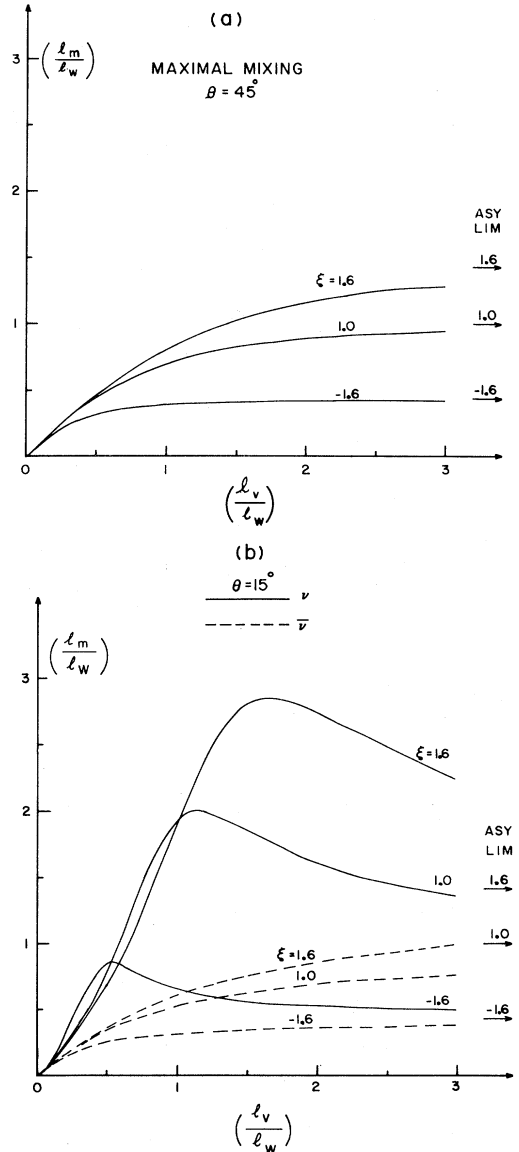 (a)
(ℓm/ℓw)
MAXIMAL MIXING
θ = 45°
3
2
1
ASY
LIM
1.6
1.0
-1.6
ξ = 1.6
1.0
-1.6
0
1
2
3
(ℓv/ℓw)
(b)
θ = 15°
ν
ν̅
(ℓm/ℓw)
3
2
1
ξ = 1.6
1.0
-1.6
ξ = 1.6
1.0
-1.6
ASY
LIM
1.6
1.0
-1.6
0
1
2
3
(ℓv/ℓw)